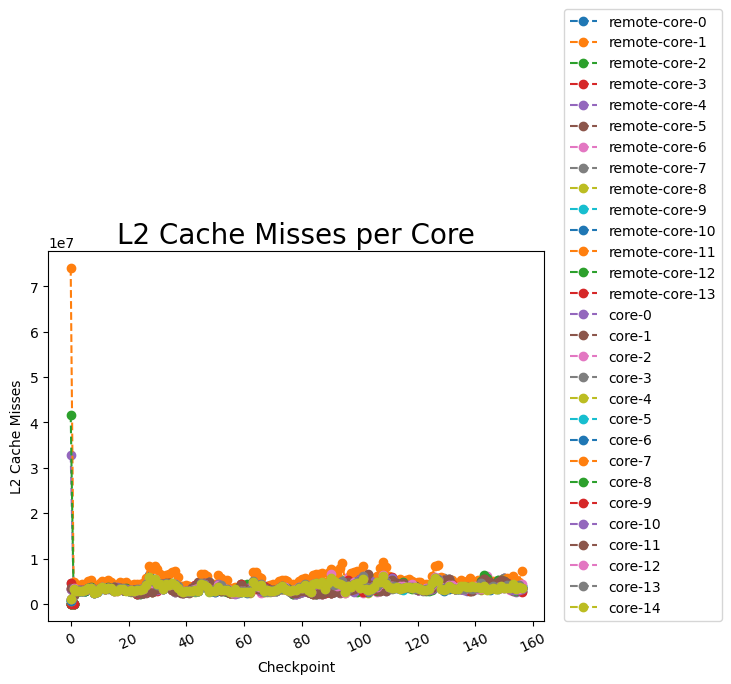 L2 Cache Misses per Core
1e7
7
6
5
4
3
2
1
0
L2 Cache Misses
0
20
40
60
80
100
120
140
160
Checkpoint
remote-core-0
remote-core-1
remote-core-2
remote-core-3
remote-core-4
remote-core-5
remote-core-6
remote-core-7
remote-core-8
remote-core-9
remote-core-10
remote-core-11
remote-core-12
remote-core-13
core-0
core-1
core-2
core-3
core-4
core-5
core-6
core-7
core-8
core-9
core-10
core-11
core-12
core-13
core-14